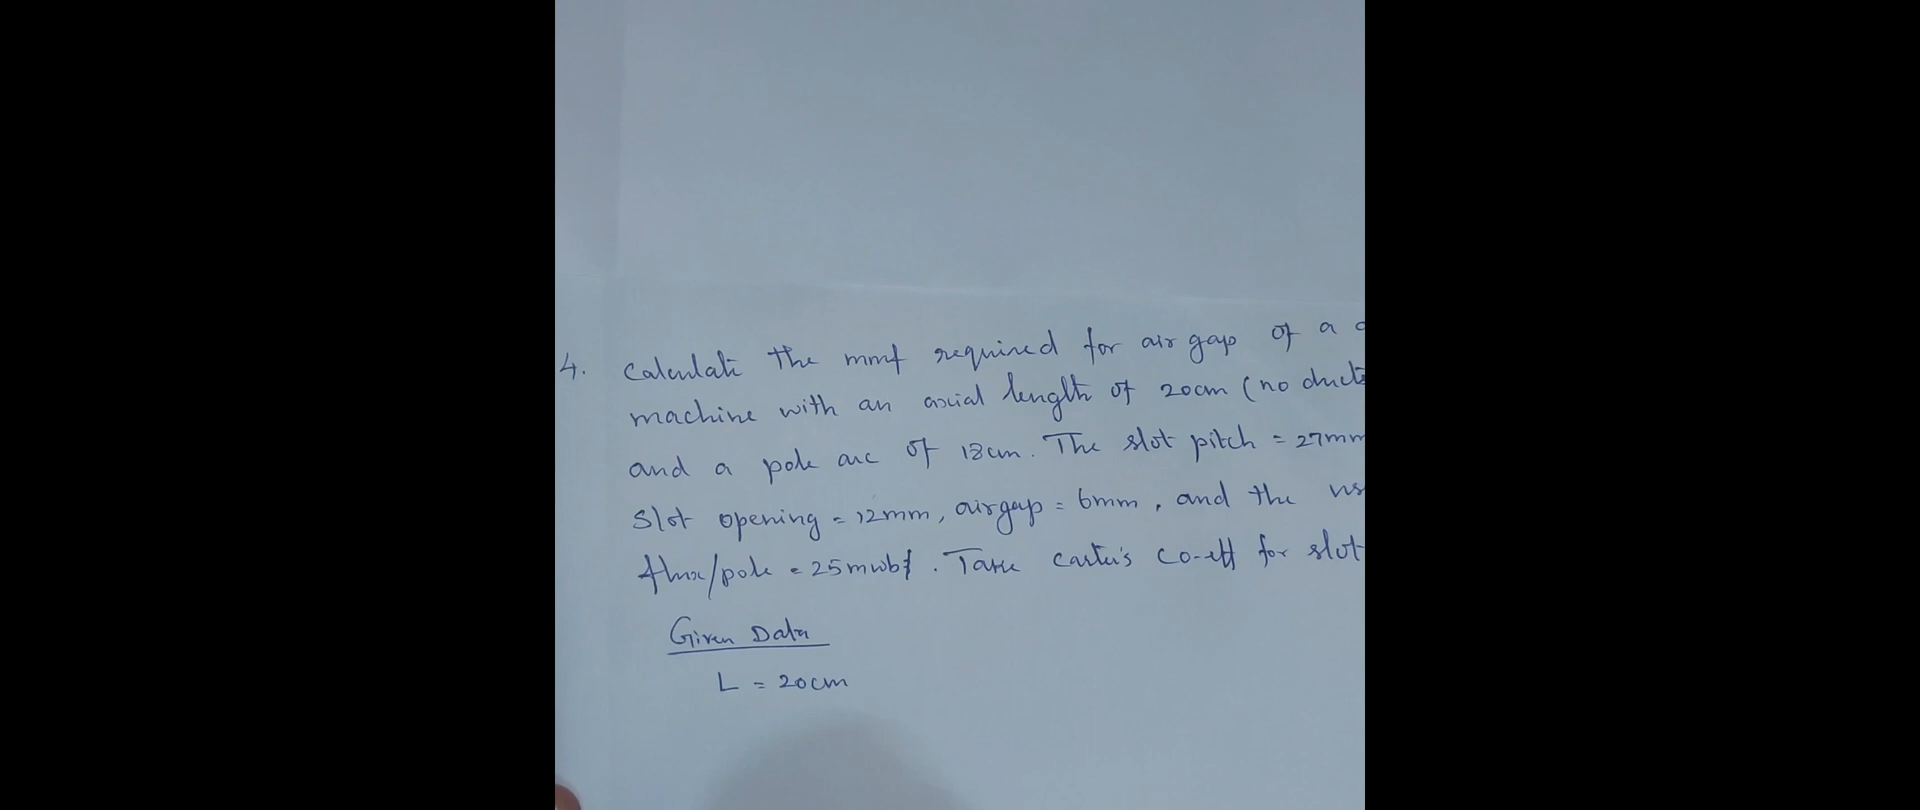 4. Calculate the mmf required for air gap of a
machine with an axial length of 20cm (no ducts
and a pole arc of 18cm. The slot pitch = 27mm
Slot opening = 12mm, airgap = 6mm, and the
flux/pole = 25mwbf. Take carter's co-eff for slot
Given Data
L = 20cm